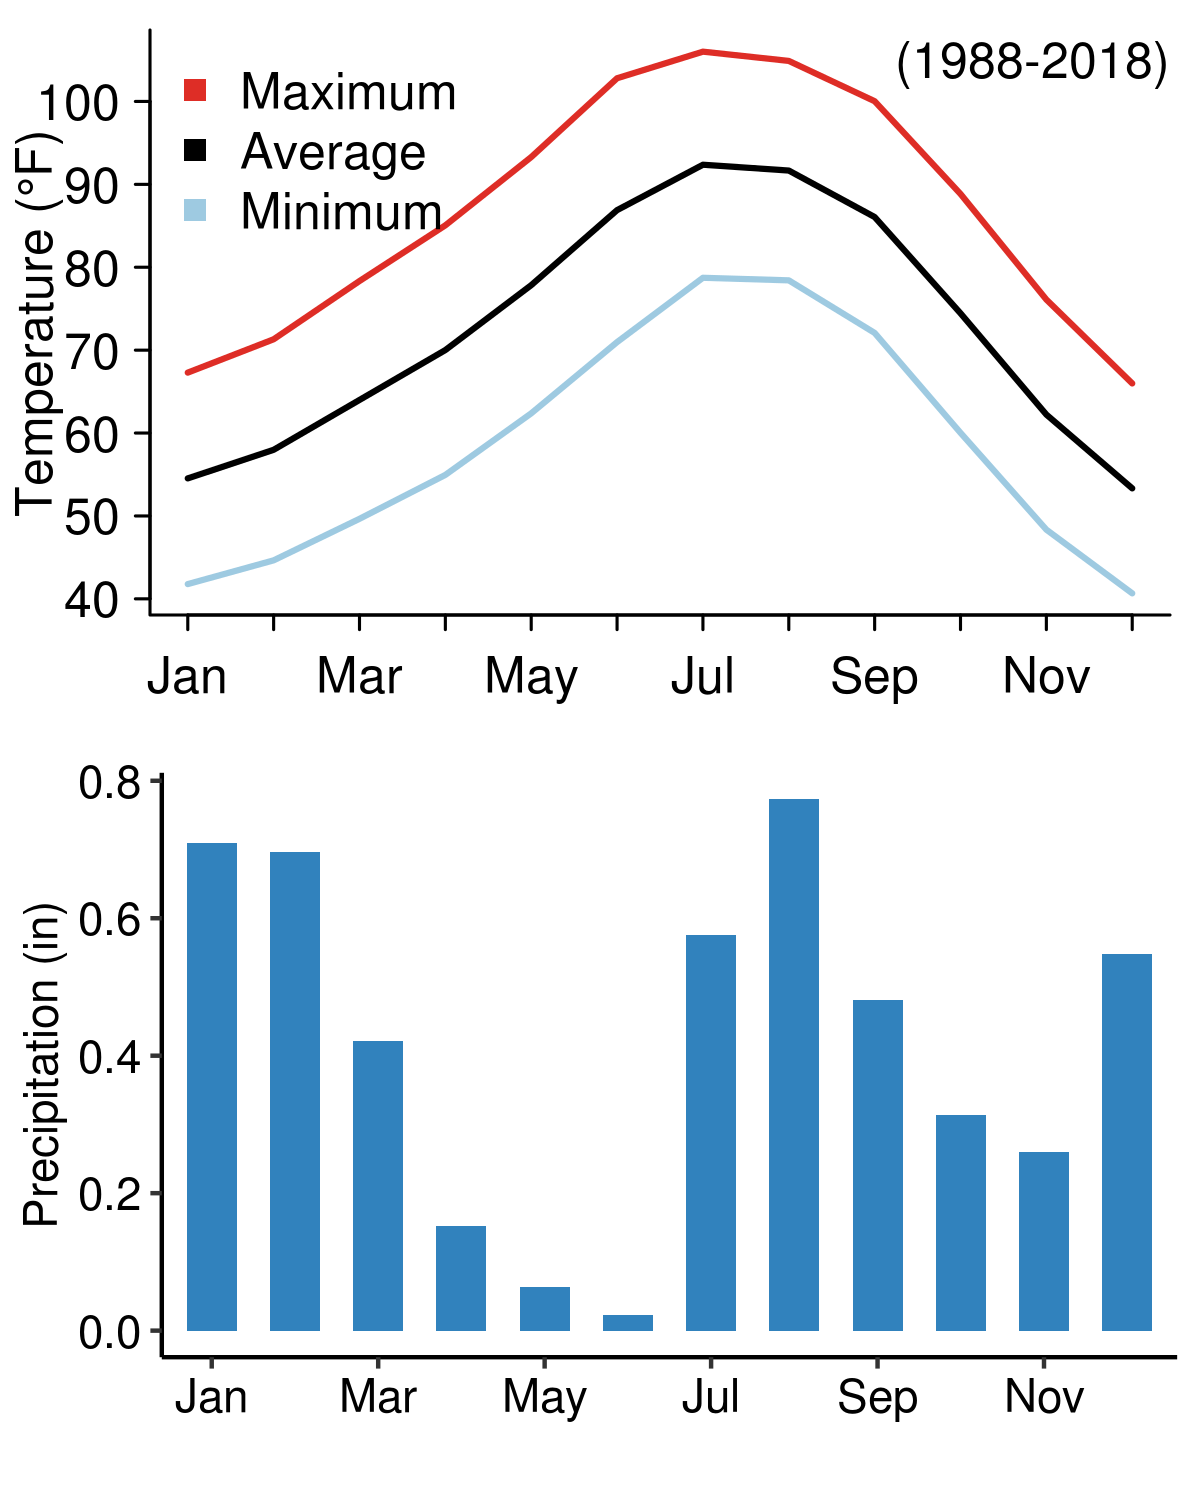 (1988-2018)
Maximum
Average
Minimum
Temperature (°F)
100
90
80
70
60
50
40
Jan Mar May Jul Sep Nov
Precipitation (in)
0.8
0.6
0.4
0.2
0.0
Jan Mar May Jul Sep Nov